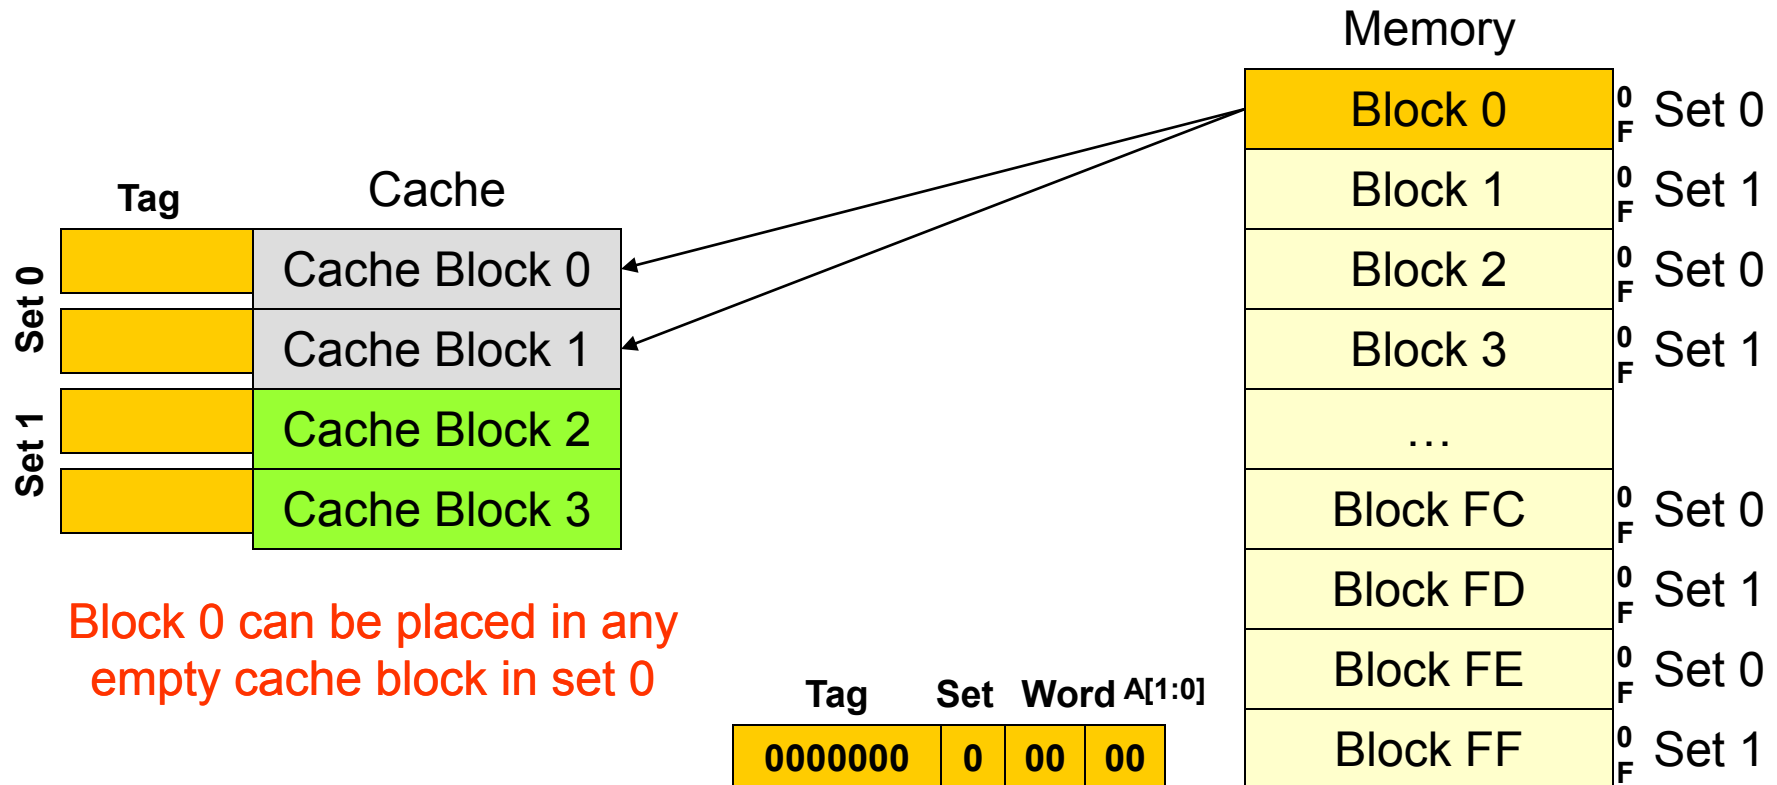 Memory
Block 0 0 F Set 0
Block 1 0 F Set 1
Block 2 0 F Set 0
Block 3 0 F Set 1
…
Block FC 0 F Set 0
Block FD 0 F Set 1
Block FE 0 F Set 0
Block FF 0 F Set 1
Tag Cache
Set 0
Cache Block 0
Cache Block 1
Set 1
Cache Block 2
Cache Block 3
Block 0 can be placed in any
empty cache block in set 0
Tag Set Word A[1:0]
0000000 0 00 00